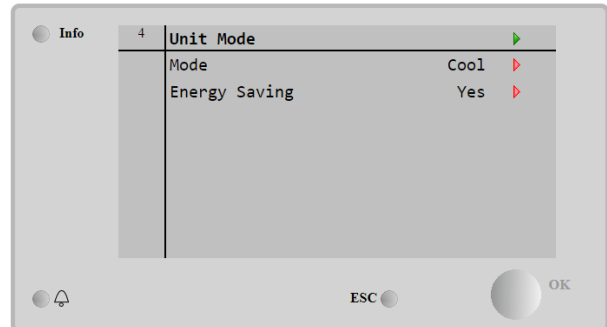 Info
4 Unit Mode
Mode Cool
Energy Saving Yes
ESC
OK